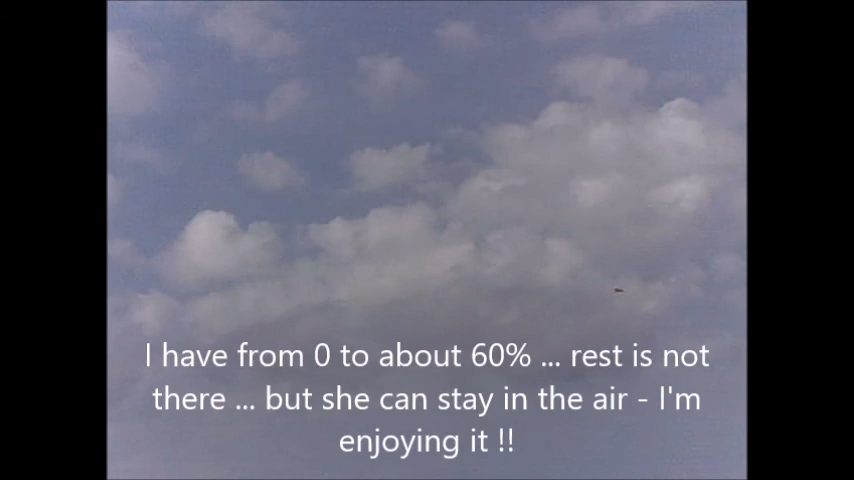 I have from 0 to about 60% ... rest is not
there ... but she can stay in the air - I'm
enjoying it !!